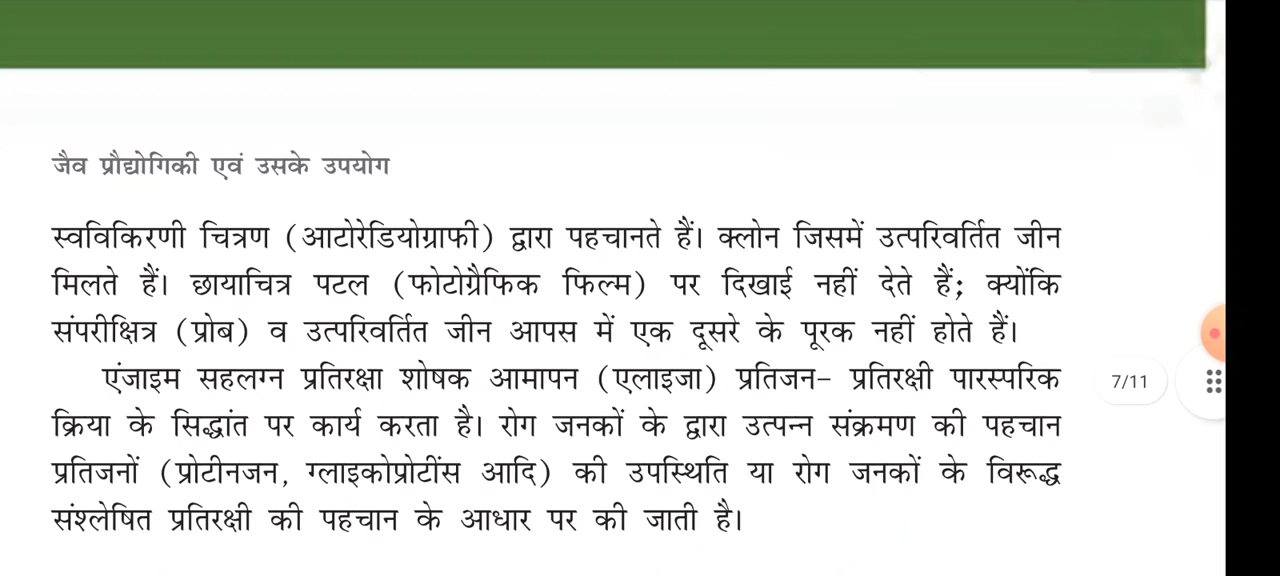 जैव प्रौद्योगिकी एवं उसके उपयोग
स्वविकिरणी चित्रण (आटोरेडियोग्राफी) द्वारा पहचानते हैं। क्लोन जिसमें उत्परिवर्तित जीन
मिलते हैं। छायाचित्र पटल (फोटोग्रैफिक फिल्म) पर दिखाई नहीं देते हैं; क्योंकि
संपरीक्षित्र (प्रोब) व उत्परिवर्तित जीन आपस में एक दूसरे के पूरक नहीं होते हैं।
एंजाइम सहलग्न प्रतिरक्षा शोषक आमापन (एलाइजा) प्रतिजन- प्रतिरक्षी पारस्परिक
7/11
क्रिया के सिद्धांत पर कार्य करता है। रोग जनकों के द्वारा उत्पन्न संक्रमण की पहचान
प्रतिजनों (प्रोटीनजन, ग्लाइकोप्रोटींस आदि) की उपस्थिति या रोग जनकों के विरूद्ध
संश्लेषित प्रतिरक्षी की पहचान के आधार पर की जाती है।